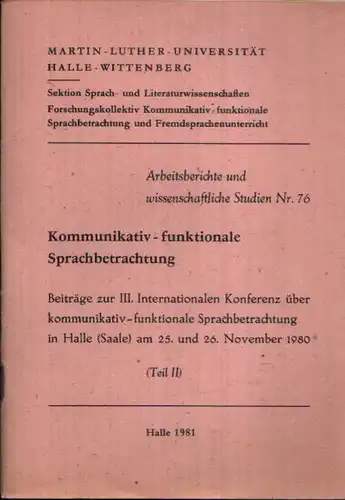 MARTIN-LUTHER-UNIVERSITÄT
HALLE-WITTENBERG
Sektion Sprach- und Literaturwissenschaften
Forschungskollektiv Kommunikativ-funktionale
Sprachbetrachtung und Fremdsprachenunterricht
Arbeitsberichte und
wissenschaftliche Studien Nr. 76
Kommunikativ-funktionale
Sprachbetrachtung
Beiträge zur III. Internationalen Konferenz über
kommunikativ-funktionale Sprachbetrachtung
in Halle (Saale) am 25. und 26. November 1980
(Teil II)
Halle 1981